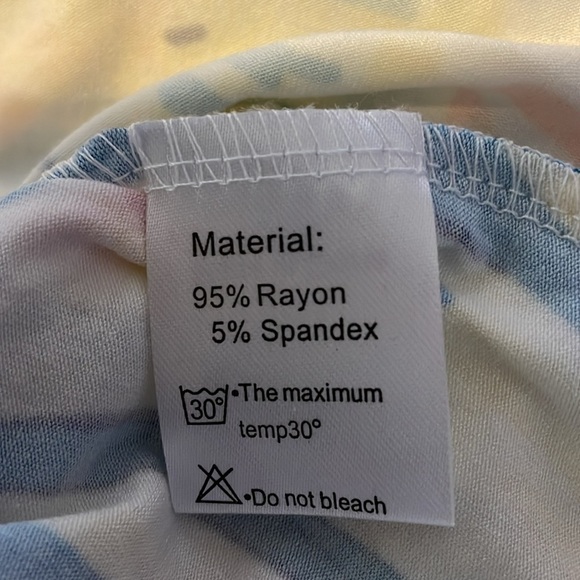 Material:
95% Rayon
5% Spandex
30° •The maximum
temp30°
•Do not bleach